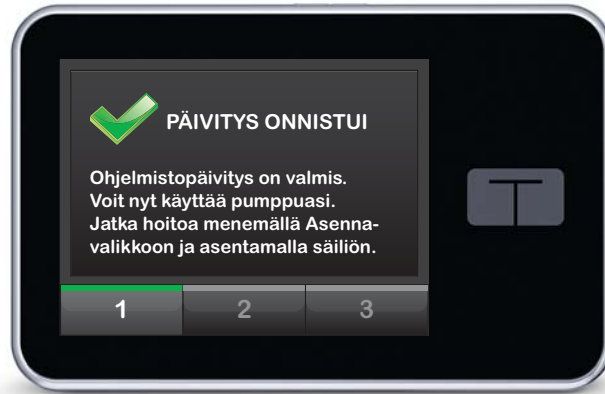 PÄIVITYS ONNISTUI
Ohjelmistopäivitys on valmis.
Voit nyt käyttää pumppuasi.
Jatka hoitoa menemällä Asenna-
valikkoon ja asentamalla säiliön.
1 2 3